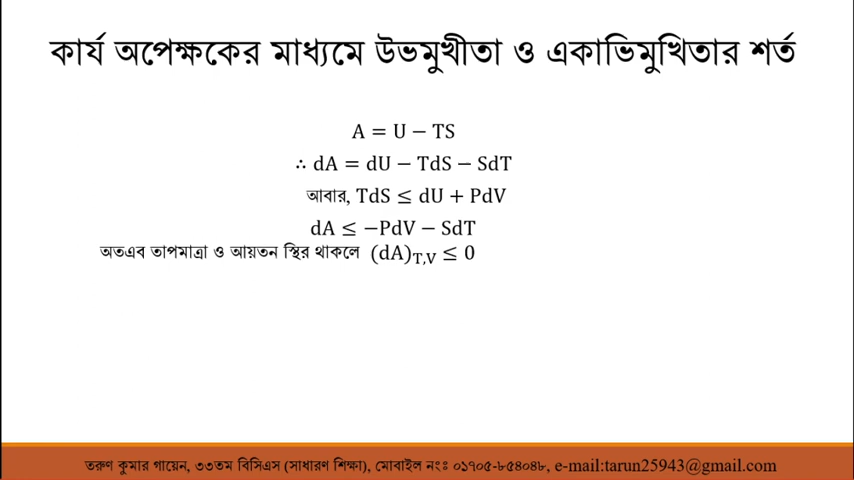 কার্য অপেক্ষকের মাধ্যমে উভমুখীতা ও একাভিমুখিতার শর্ত
A = U − TS
∴ dA = dU − TdS − SdT
আবার, TdS ≤ dU + PdV
dA ≤ −PdV − SdT
অতএব তাপমাত্রা ও আয়তন স্থির থাকলে (dA)T,V ≤ 0
তরুণ কুমার গায়েন, ৩৩তম বিসিএস (সাধারণ শিক্ষা), মোবাইল নংঃ ০১৭০৫-৮৫৪০৪৮, e-mail:tarun25943@gmail.com